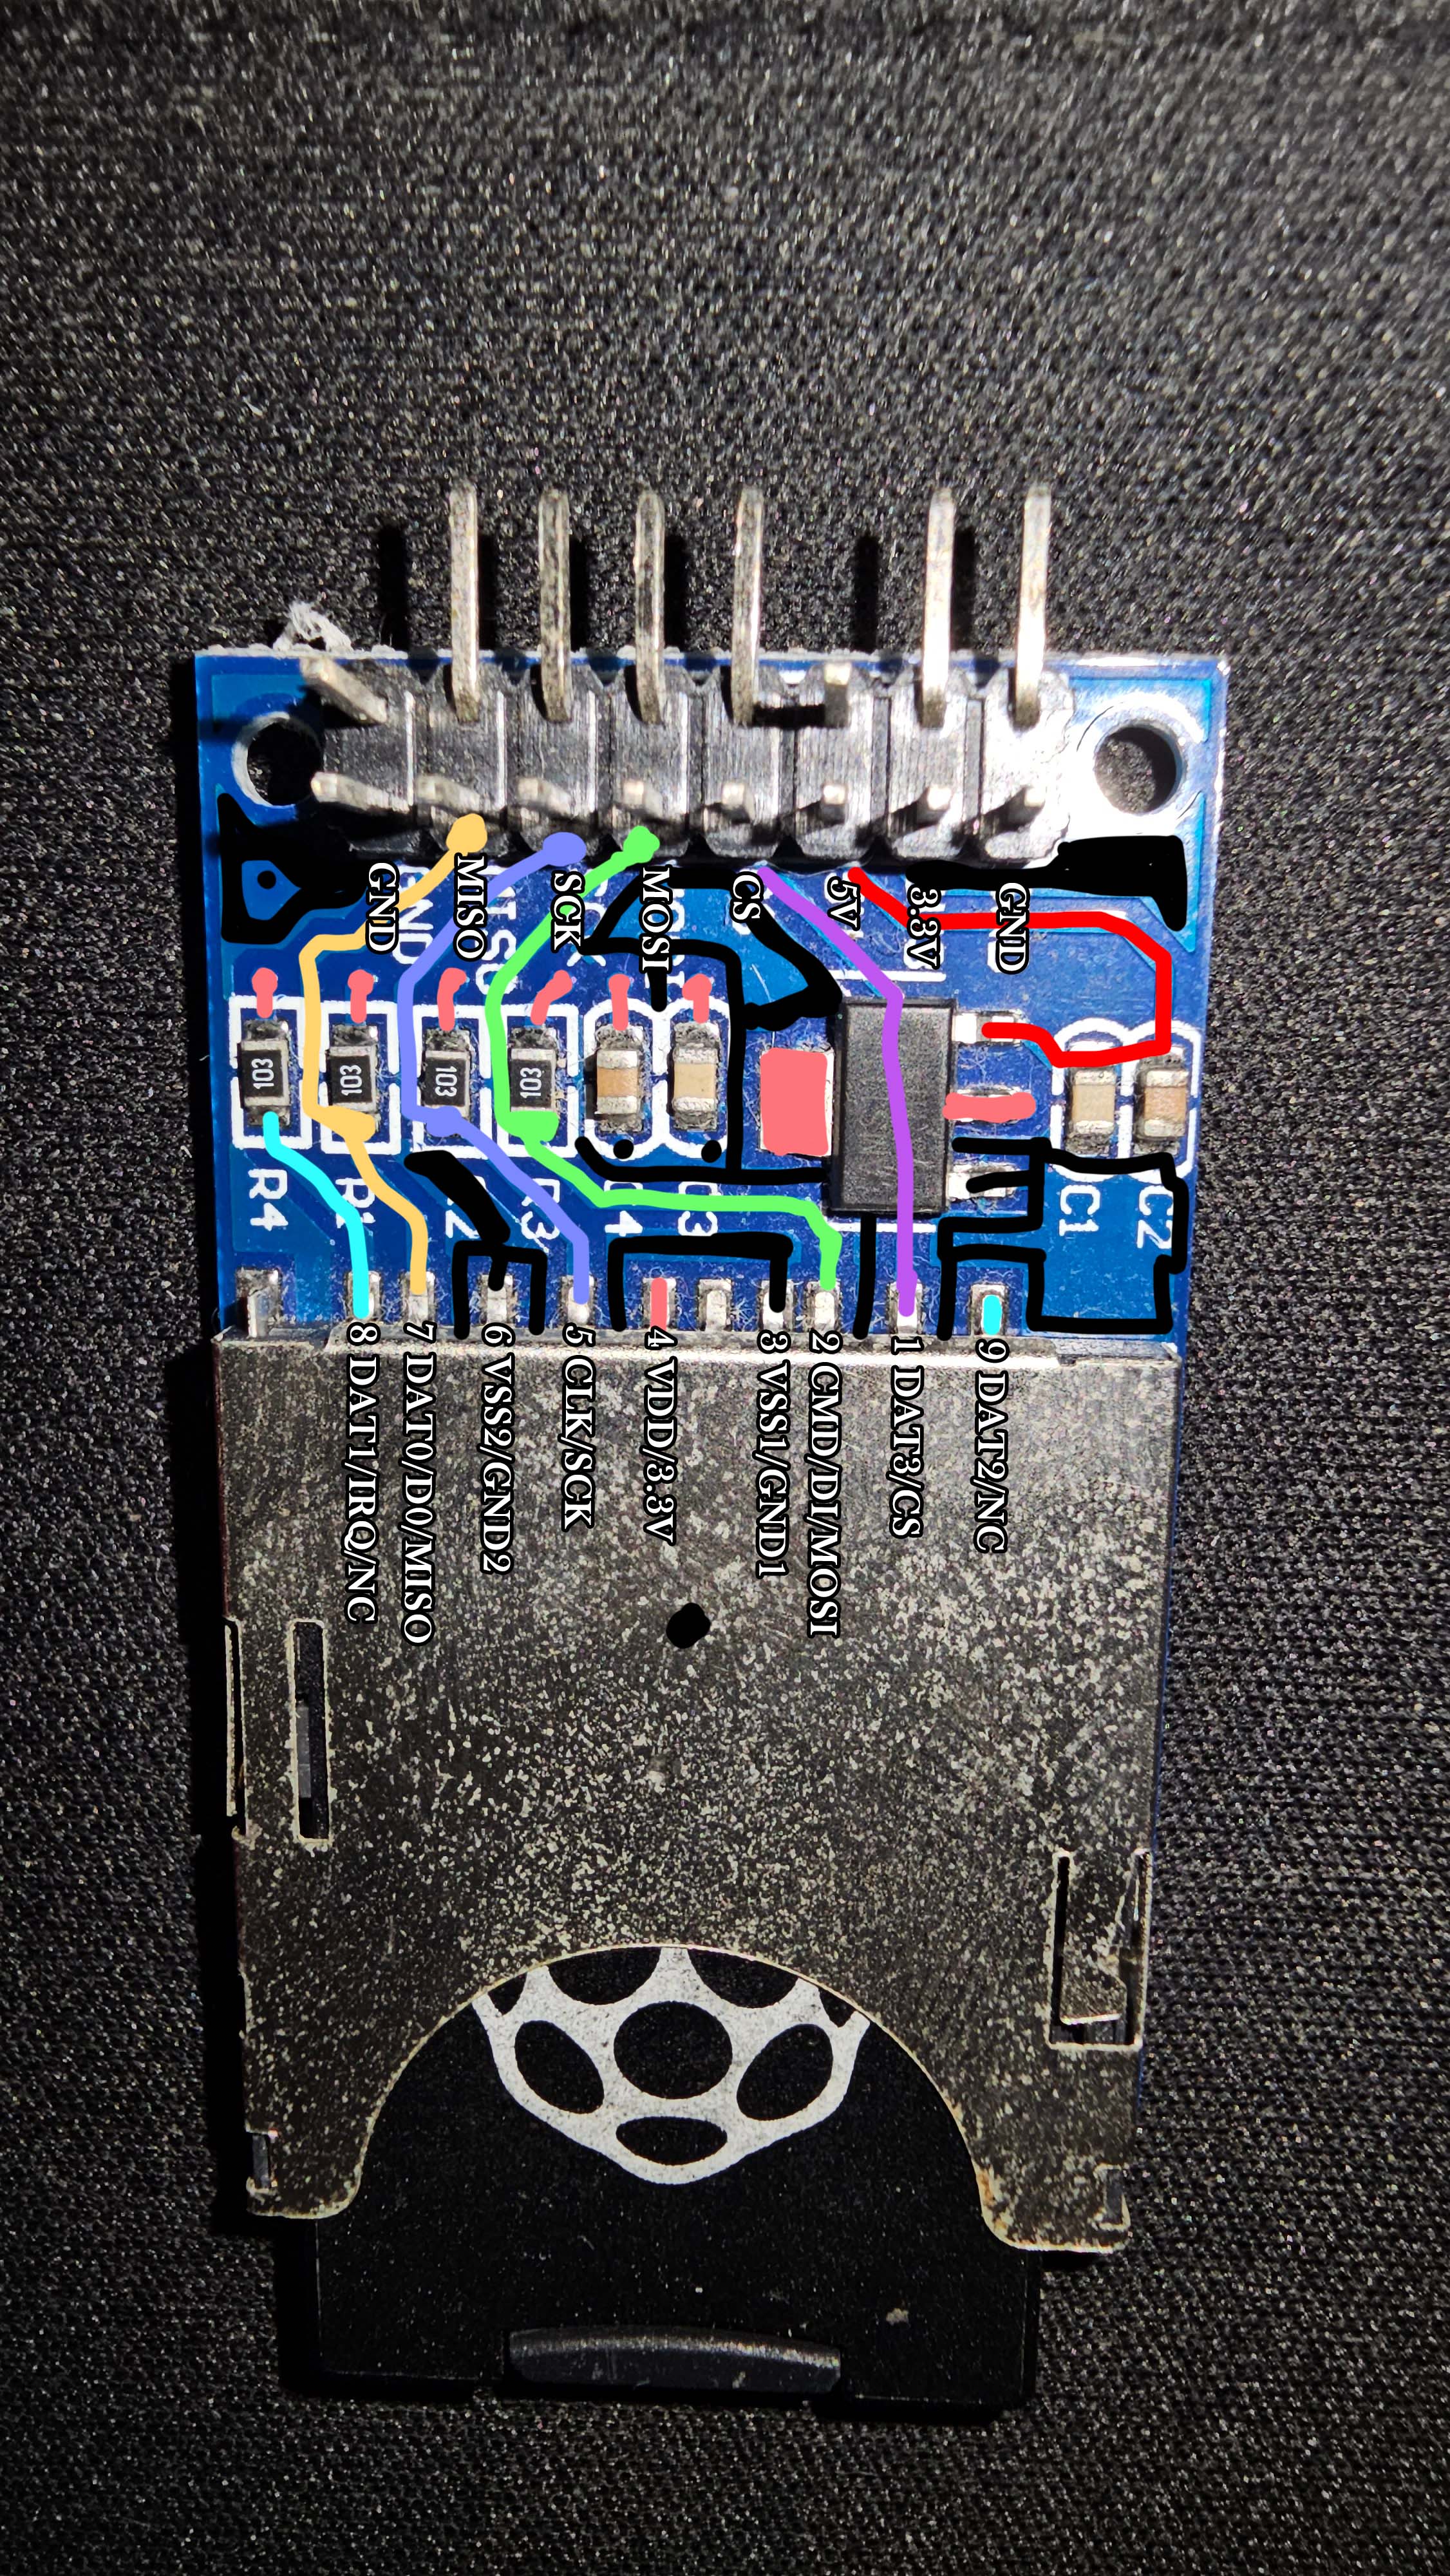 9 DAT2/NC
1 DAT3/CS
2 CMD/DI/MOSI
3 VSS1/GND1
4 VDD/3.3V
5 CLK/SCK
6 VSS2/GND2
7 DAT0/D0/MISO
8 DAT1/IRQ/NC
C2
C1
C3
R3
R1
R4
103
103
103
103
GND
3.3V
5V
CS
MOSI
SCK
MISO
GND